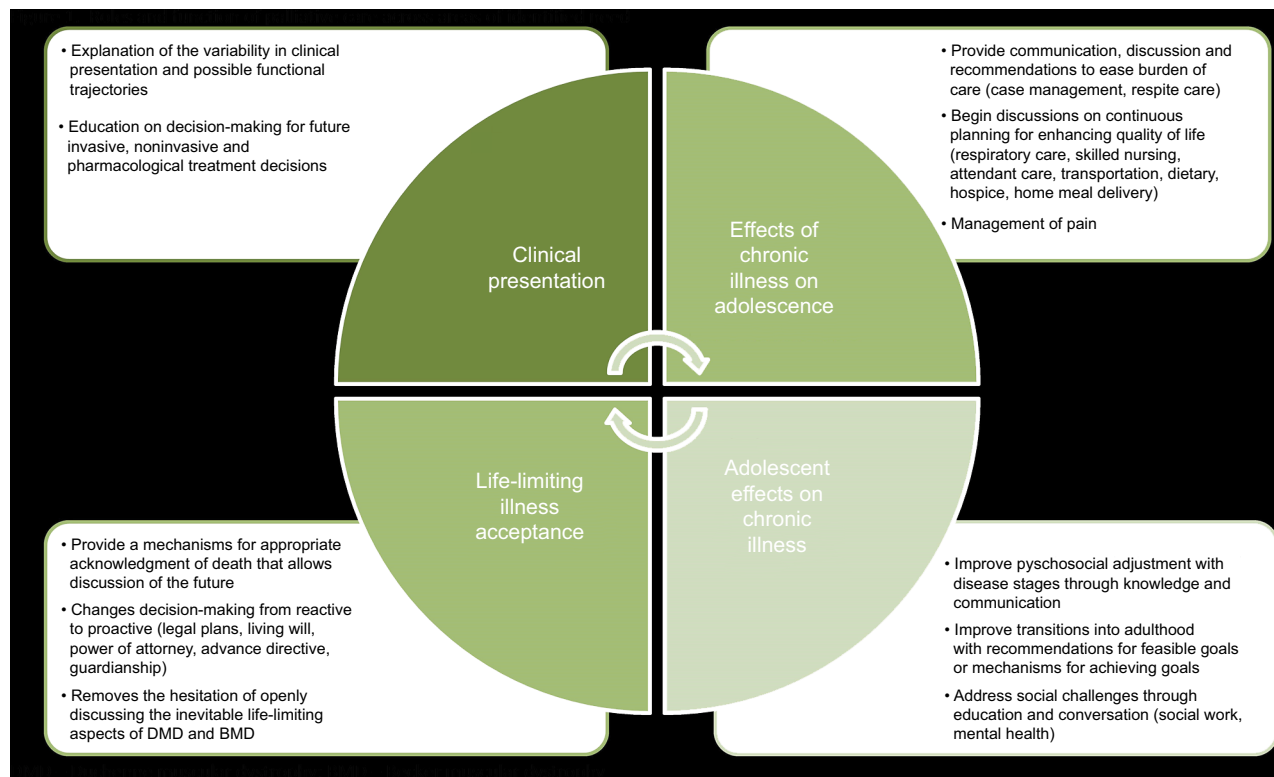 • Explanation of the variability in clinical
presentation and possible functional
trajectories
• Education on decision-making for future
invasive, noninvasive and
pharmacological treatment decisions
• Provide communication, discussion and
recommendations to ease burden of
care (case management, respite care)
• Begin discussions on continuous
planning for enhancing quality of life
(respiratory care, skilled nursing,
attendant care, transportation, dietary,
hospice, home meal delivery)
• Management of pain
Clinical
presentation
Effects of
chronic
illness on
adolescence
Life-limiting
illness
acceptance
Adolescent
effects on
chronic
illness
• Provide a mechanisms for appropriate
acknowledgment of death that allows
discussion of the future
• Changes decision-making from reactive
to proactive (legal plans, living will,
power of attorney, advance directive,
guardianship)
• Removes the hesitation of openly
discussing the inevitable life-limiting
aspects of DMD and BMD
• Improve pyschosocial adjustment with
disease stages through knowledge and
communication
• Improve transitions into adulthood
with recommendations for feasible goals
or mechanisms for achieving goals
• Address social challenges through
education and conversation (social work,
mental health)